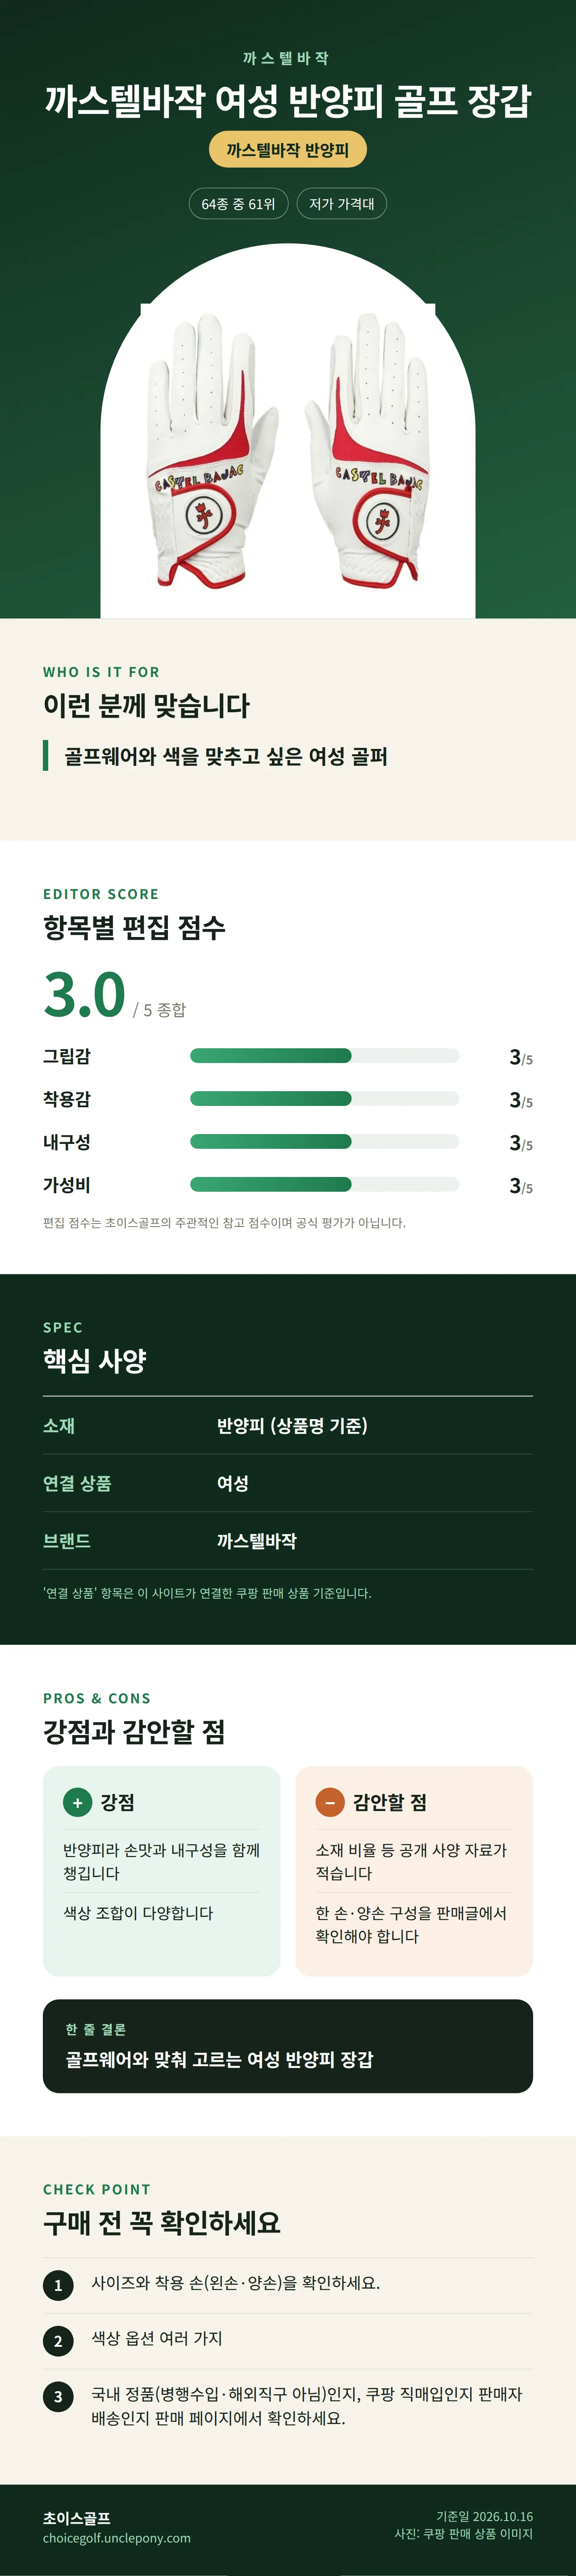 까스텔바작
까스텔바작 여성 반양피 골프 장갑
까스텔바작 반양피
64종 중 61위
저가 가격대
CASTEL BAJAC
CASTEL BAJAC
WHO IS IT FOR
이런 분께 맞습니다
골프웨어와 색을 맞추고 싶은 여성 골퍼
EDITOR SCORE
항목별 편집 점수
3.0 / 5 종합
그립감 3/5
착용감 3/5
내구성 3/5
가성비 3/5
편집 점수는 초이스골프의 주관적인 참고 점수이며 공식 평가가 아닙니다.
SPEC
핵심 사양
소재 반양피 (상품명 기준)
연결 상품 여성
브랜드 까스텔바작
'연결 상품' 항목은 이 사이트가 연결한 쿠팡 판매 상품 기준입니다.
PROS & CONS
강점과 감안할 점
+ 강점
반양피라 손맛과 내구성을 함께
챙깁니다
색상 조합이 다양합니다
− 감안할 점
소재 비율 등 공개 사양 자료가
적습니다
한 손·양손 구성을 판매글에서
확인해야 합니다
한 줄 결론
골프웨어와 맞춰 고르는 여성 반양피 장갑
CHECK POINT
구매 전 꼭 확인하세요
1 사이즈와 착용 손(왼손·양손)을 확인하세요.
2 색상 옵션 여러 가지
3 국내 정품(병행수입·해외직구 아님)인지, 쿠팡 직매입인지 판매자
배송인지 판매 페이지에서 확인하세요.
초이스골프
choicegolf.unclepony.com
기준일 2026.10.16
사진: 쿠팡 판매 상품 이미지